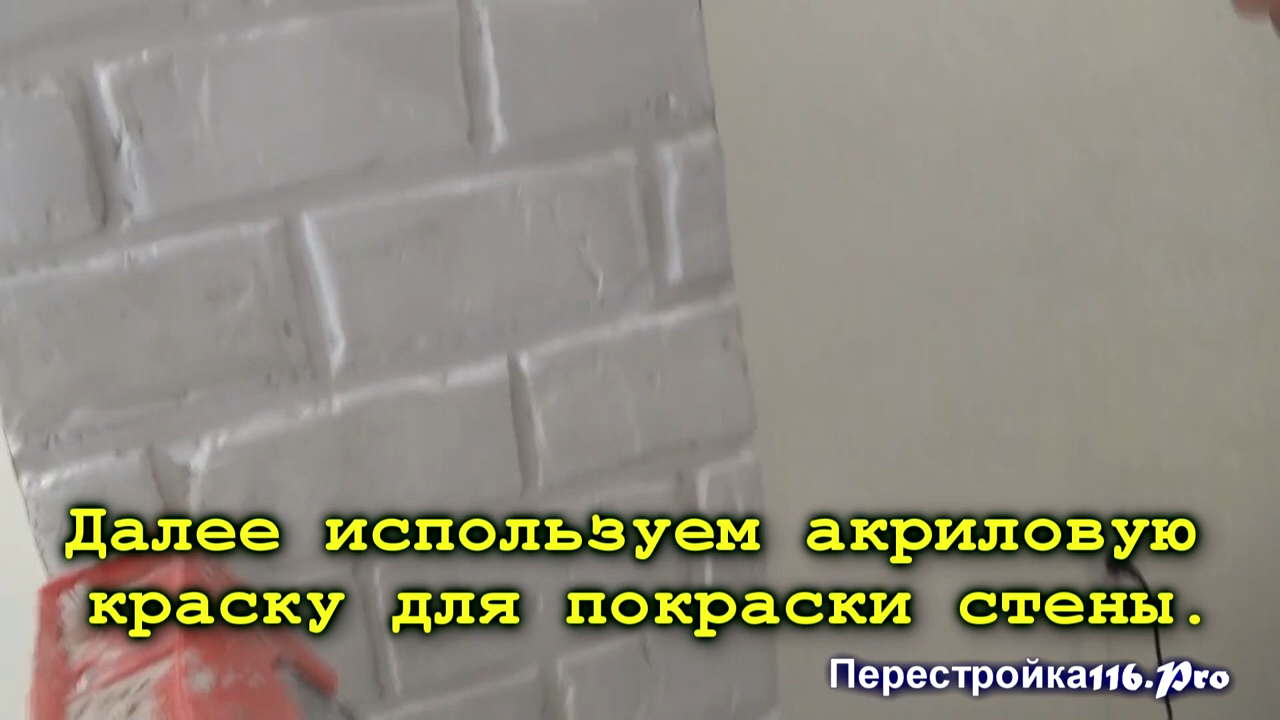 Далее используем акриловую
краску для покраски стены.
Перестройка116.Pro